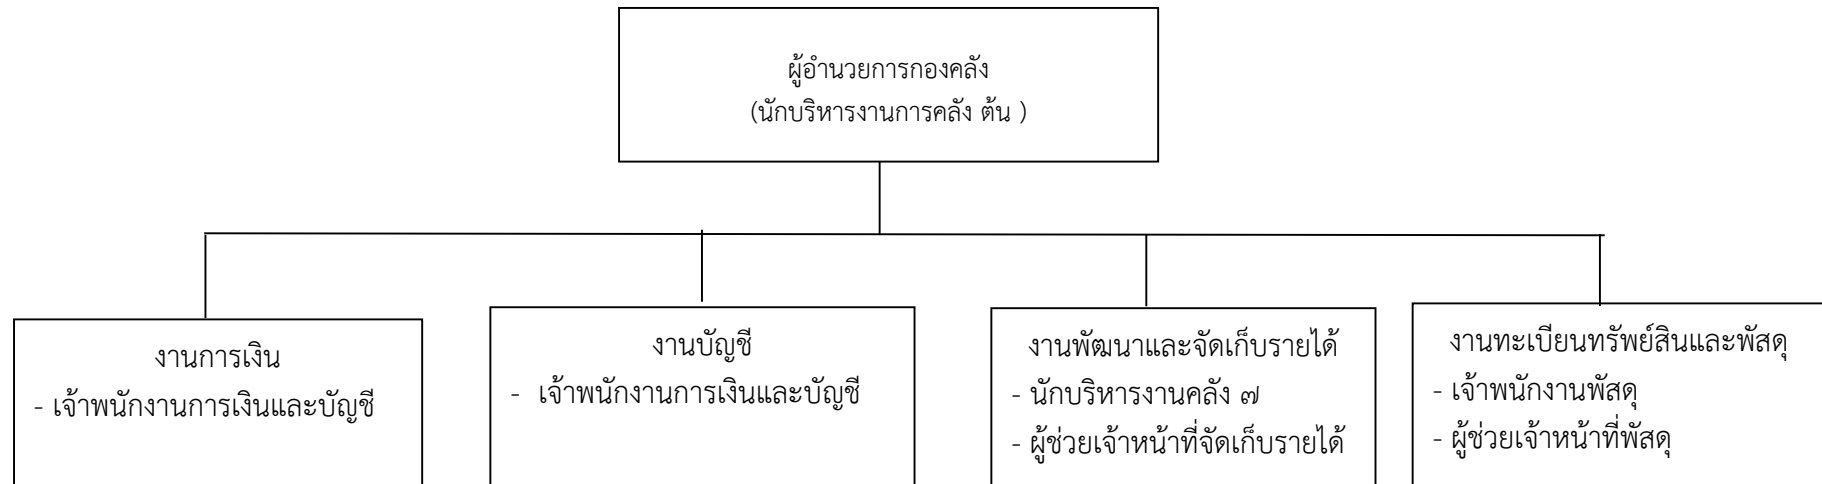 ผู้อำนวยการกองคลัง
(นักบริหารงานการคลัง ต้น )
งานการเงิน
- เจ้าพนักงานการเงินและบัญชี
งานบัญชี
- เจ้าพนักงานการเงินและบัญชี
งานพัฒนาและจัดเก็บรายได้
- นักบริหารงานคลัง ๗
- ผู้ช่วยเจ้าหน้าที่จัดเก็บรายได้
งานทะเบียนทรัพย์สินและพัสดุ
- เจ้าพนักงานพัสดุ
- ผู้ช่วยเจ้าหน้าที่พัสดุ